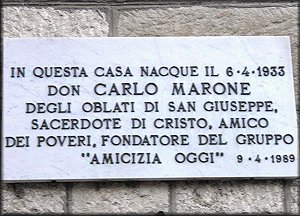 IN QUESTA CASA NACQUE IL 6·4·1933
DON CARLO MARONE
DEGLI OBLATI DI SAN GIUSEPPE,
SACERDOTE DI CRISTO, AMICO
DEI POVERI, FONDATORE DEL GRUPPO
"AMICIZIA OGGI" 9·4·1989